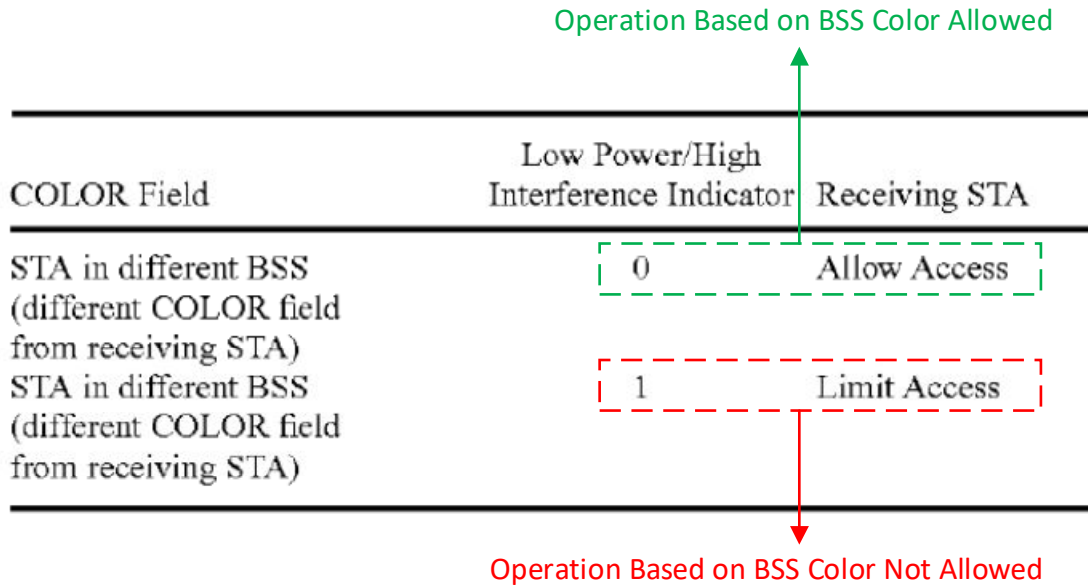 Operation Based on BSS Color Allowed
Low Power/High
COLOR Field Interference Indicator Receiving STA
STA in different BSS 0 Allow Access
(different COLOR field
from receiving STA)
STA in different BSS 1 Limit Access
(different COLOR field
from receiving STA)
Operation Based on BSS Color Not Allowed